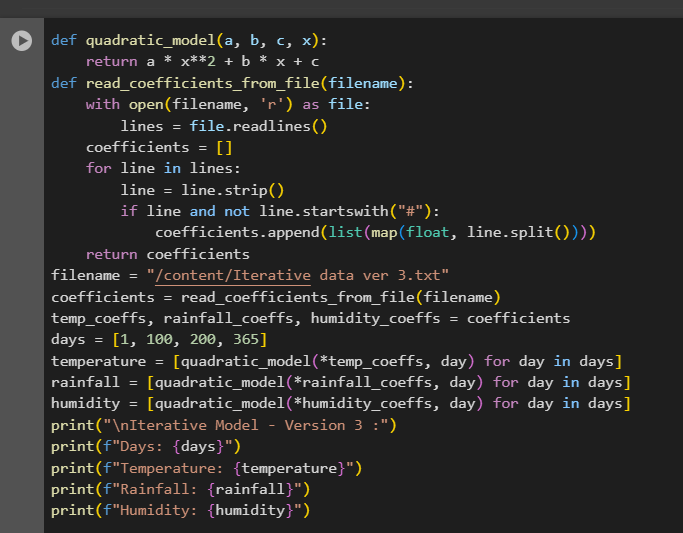 def quadratic_model(a, b, c, x):
    return a * x**2 + b * x + c
def read_coefficients_from_file(filename):
    with open(filename, 'r') as file:
        lines = file.readlines()
    coefficients = []
    for line in lines:
        line = line.strip()
        if line and not line.startswith("#"):
            coefficients.append(list(map(float, line.split())))
    return coefficients
filename = "/content/Iterative data ver 3.txt"
coefficients = read_coefficients_from_file(filename)
temp_coeffs, rainfall_coeffs, humidity_coeffs = coefficients
days = [1, 100, 200, 365]
temperature = [quadratic_model(*temp_coeffs, day) for day in days]
rainfall = [quadratic_model(*rainfall_coeffs, day) for day in days]
humidity = [quadratic_model(*humidity_coeffs, day) for day in days]
print("\nIterative Model - Version 3 :")
print(f"Days: {days}")
print(f"Temperature: {temperature}")
print(f"Rainfall: {rainfall}")
print(f"Humidity: {humidity}")